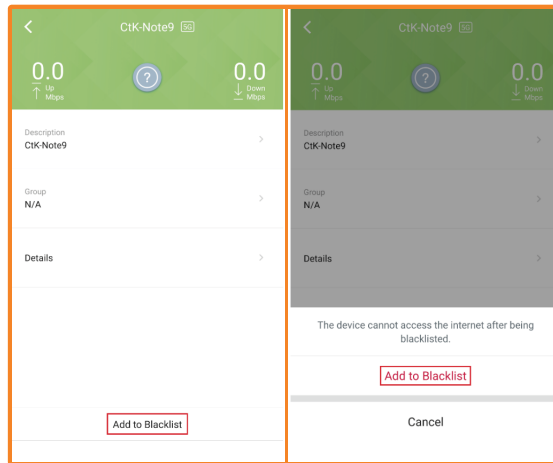 CtK-Note9 5G
0.0
Up
Mbps
?
0.0
Down
Mbps
Description
CtK-Note9
Group
N/A
Details
Add to Blacklist
CtK-Note9 5G
0.0
Up
Mbps
?
0.0
Down
Mbps
Description
CtK-Note9
Group
N/A
Details
The device cannot access the internet after being
blacklisted.
Add to Blacklist
Cancel